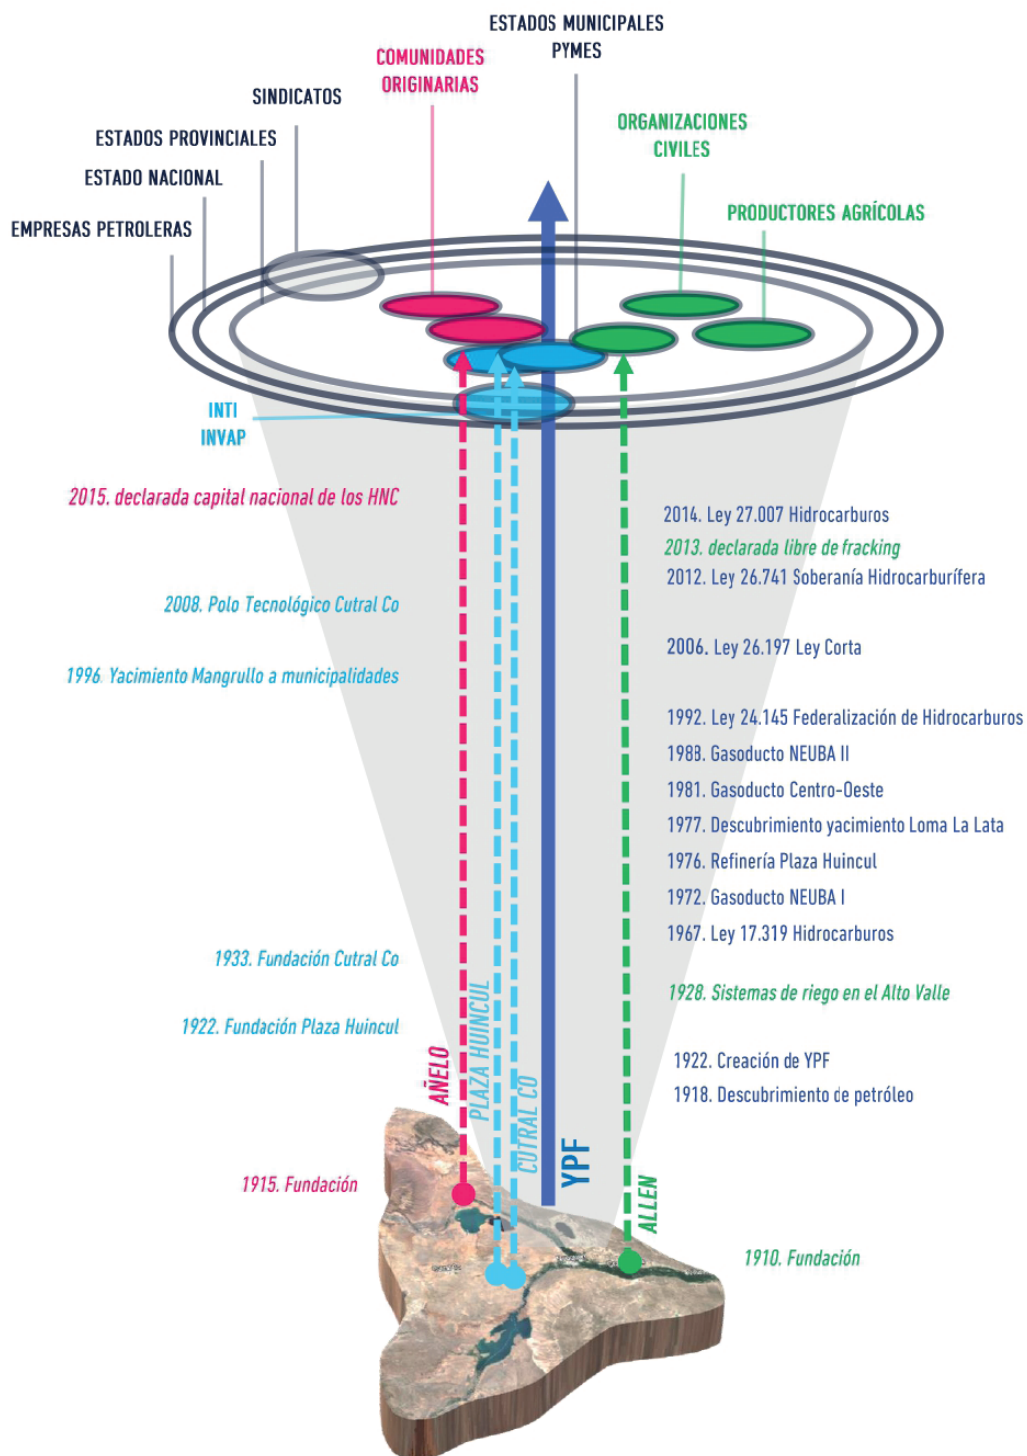 ESTADOS MUNICIPALES
PYMES
COMUNIDADES
ORIGINARIAS
SINDICATOS
ORGANIZACIONES
CIVILES
ESTADOS PROVINCIALES
ESTADO NACIONAL
PRODUCTORES AGRÍCOLAS
EMPRESAS PETROLERAS
INTI
INVAP
2015. declarada capital nacional de los HNC
2014. Ley 27.007 Hidrocarburos
2013. declarada libre de fracking
2012. Ley 26.741 Soberanía Hidrocarburífera
2008. Polo Tecnológico Cutral Co
2006. Ley 26.197 Ley Corta
1996. Yacimiento Mangrullo a municipalidades
1992. Ley 24.145 Federalización de Hidrocarburos
1988. Gasoducto NEUBA II
1981. Gasoducto Centro-Oeste
1977. Descubrimiento yacimiento Loma La Lata
1976. Refinería Plaza Huincul
1972. Gasoducto NEUBA I
1967. Ley 17.319 Hidrocarburos
1933. Fundación Cutral Co
1928. Sistemas de riego en el Alto Valle
1922. Fundación Plaza Huincul
1922. Creación de YPF
1918. Descubrimiento de petróleo
AÑELO
PLAZA HUINCUL
CUTRAL CO
YPF
ALLEN
1915. Fundación
1910. Fundación